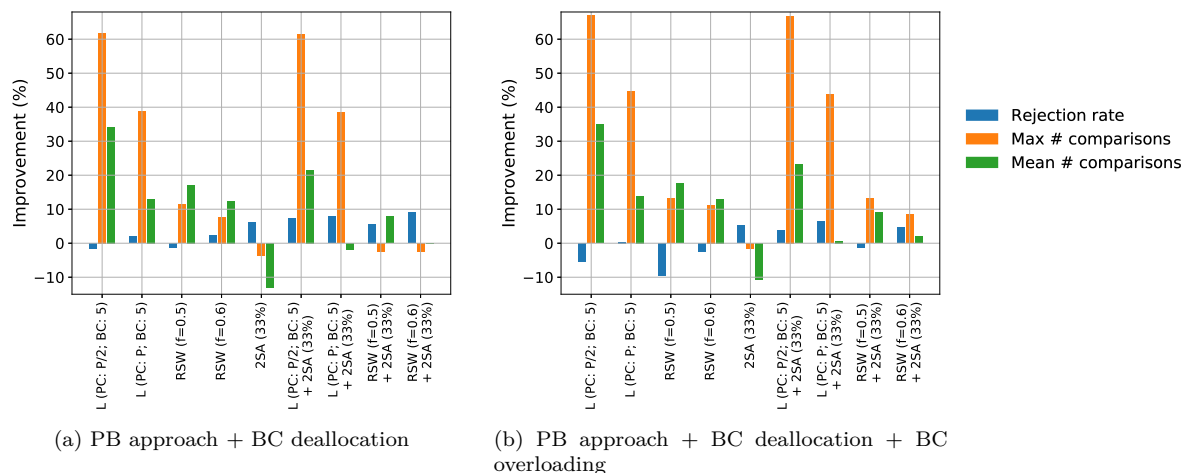 Improvement (%)
60
50
40
30
20
10
0
−10
L (PC: P/2; BC: 5)
L (PC: P; BC: 5)
RSW (f=0.5)
RSW (f=0.6)
2SA (33%)
L (PC: P/2; BC: 5)
+ 2SA (33%)
L (PC: P; BC: 5)
+ 2SA (33%)
RSW (f=0.5)
+ 2SA (33%)
RSW (f=0.6)
+ 2SA (33%)
(a) PB approach + BC deallocation
Improvement (%)
60
50
40
30
20
10
0
−10
L (PC: P/2; BC: 5)
L (PC: P; BC: 5)
RSW (f=0.5)
RSW (f=0.6)
2SA (33%)
L (PC: P/2; BC: 5)
+ 2SA (33%)
L (PC: P; BC: 5)
+ 2SA (33%)
RSW (f=0.5)
+ 2SA (33%)
RSW (f=0.6)
+ 2SA (33%)
(b) PB approach + BC deallocation + BC
overloading
Rejection rate
Max # comparisons
Mean # comparisons